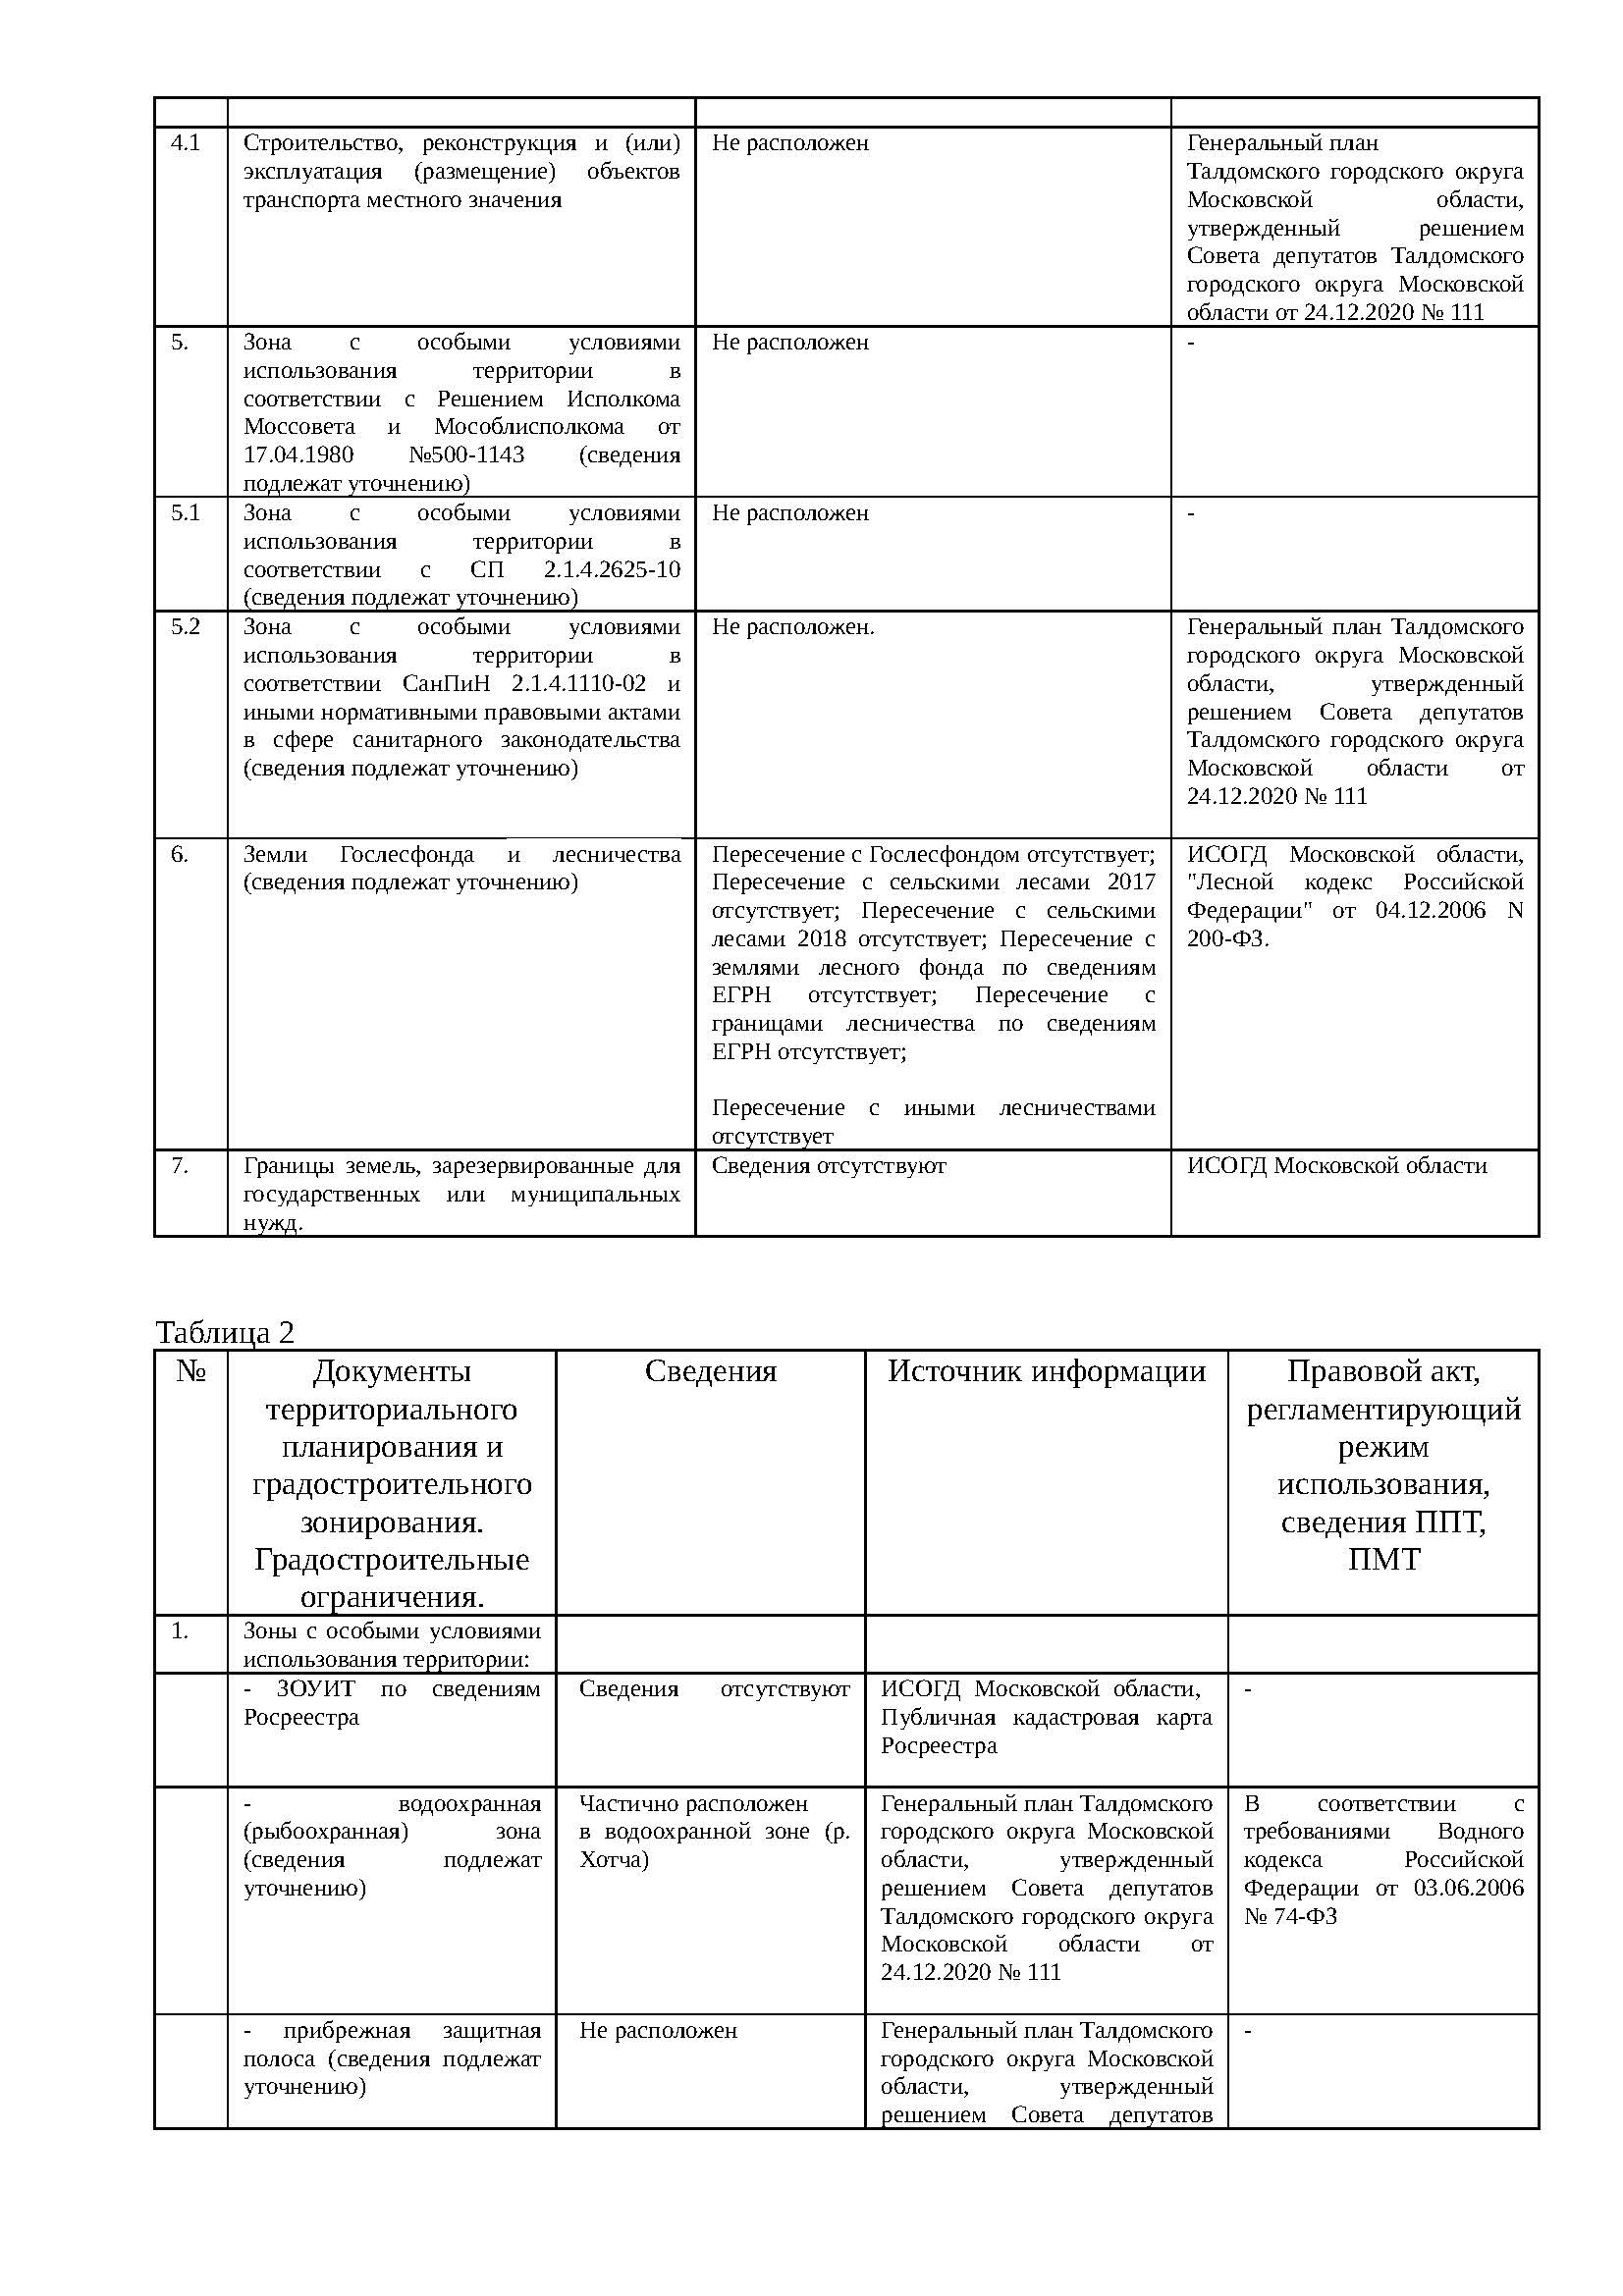 4.1
Строительство, реконструкция и (или)
эксплуатация (размещение) объектов
транспорта местного значения
Не расположен
Генеральный план
Талдомского городского округа
Московской области,
утвержденный решением
Совета депутатов Талдомского
городского округа Московской
области от 24.12.2020 № 111
5.
Зона с особыми условиями
использования территории в
соответствии с Решением Исполкома
Моссовета и Мособлисполкома от
17.04.1980 №500-1143 (сведения
подлежат уточнению)
Не расположен
-
5.1
Зона с особыми условиями
использования территории в
соответствии с СП 2.1.4.2625-10
(сведения подлежат уточнению)
Не расположен
-
5.2
Зона с особыми условиями
использования территории в
соответствии СанПиН 2.1.4.1110-02 и
иными нормативными правовыми актами
в сфере санитарного законодательства
(сведения подлежат уточнению)
Не расположен.
Генеральный план Талдомского
городского округа Московской
области, утвержденный
решением Совета депутатов
Талдомского городского округа
Московской области от
24.12.2020 № 111
6.
Земли Гослесфонда и лесничества
(сведения подлежат уточнению)
Пересечение с Гослесфондом отсутствует;
Пересечение с сельскими лесами 2017
отсутствует; Пересечение с сельскими
лесами 2018 отсутствует; Пересечение с
землями лесного фонда по сведениям
ЕГРН отсутствует; Пересечение с
границами лесничества по сведениям
ЕГРН отсутствует;
Пересечение с иными лесничествами
отсутствует
ИСОГД Московской области,
"Лесной кодекс Российской
Федерации" от 04.12.2006 N
200-ФЗ.
7.
Границы земель, зарезервированные для
государственных или муниципальных
нужд.
Сведения отсутствуют
ИСОГД Московской области
Таблица 2
№
Документы
территориального
планирования и
градостроительного
зонирования.
Градостроительные
ограничения.
Сведения
Источник информации
Правовой акт,
регламентирующий
режим
использования,
сведения ППТ,
ПМТ
1.
Зоны с особыми условиями
использования территории:
- ЗОУИТ по сведениям
Росреестра
Сведения отсутствуют
ИСОГД Московской области,
Публичная кадастровая карта
Росреестра
-
- водоохранная
(рыбоохранная) зона
(сведения подлежат
уточнению)
Частично расположен
в водоохранной зоне (р.
Хотча)
Генеральный план Талдомского
городского округа Московской
области, утвержденный
решением Совета депутатов
Талдомского городского округа
Московской области от
24.12.2020 № 111
В соответствии с
требованиями Водного
кодекса Российской
Федерации от 03.06.2006
№ 74-ФЗ
- прибрежная защитная
полоса (сведения подлежат
уточнению)
Не расположен
Генеральный план Талдомского
городского округа Московской
области, утвержденный
решением Совета депутатов
-